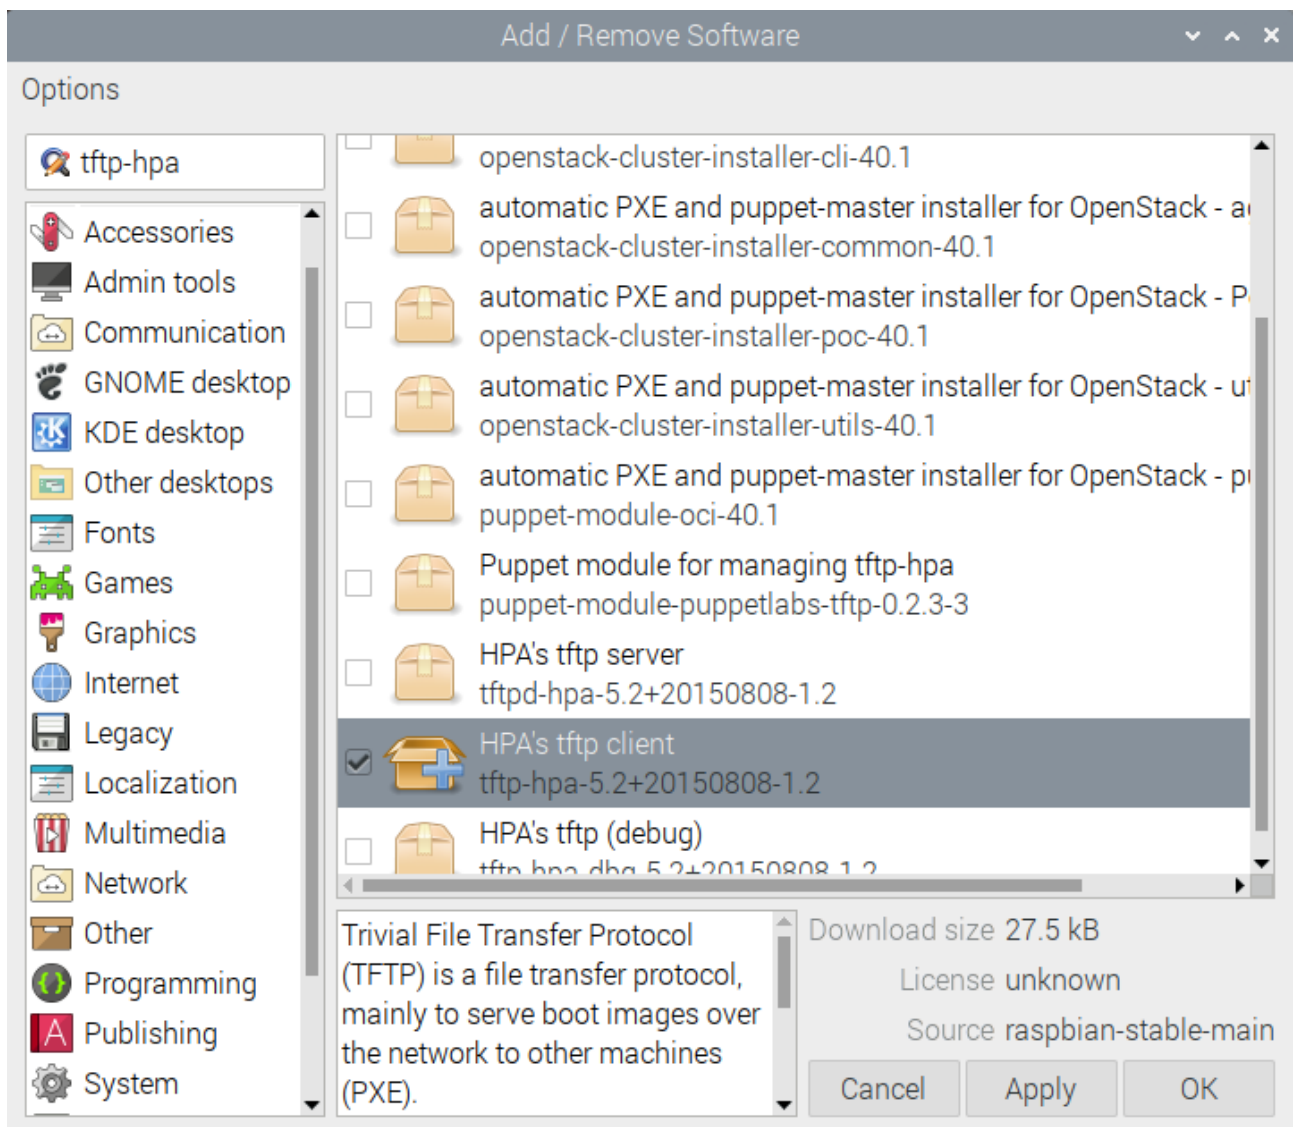 Add / Remove Software
Options
tftp-hpa
Accessories
Admin tools
Communication
GNOME desktop
KDE desktop
Other desktops
Fonts
Games
Graphics
Internet
Legacy
Localization
Multimedia
Network
Other
Programming
Publishing
System
openstack-cluster-installer-cli-40.1
automatic PXE and puppet-master installer for OpenStack -
openstack-cluster-installer-common-40.1
automatic PXE and puppet-master installer for OpenStack -
openstack-cluster-installer-poc-40.1
automatic PXE and puppet-master installer for OpenStack -
openstack-cluster-installer-utils-40.1
automatic PXE and puppet-master installer for OpenStack -
puppet-module-oci-40.1
Puppet module for managing tftp-hpa
puppet-module-puppetlabs-tftp-0.2.3-3
HPA's tftp server
tftpd-hpa-5.2+20150808-1.2
HPA's tftp client
tftp-hpa-5.2+20150808-1.2
HPA's tftp (debug)
tftp-hpa-dbg-5.2+20150808-1.2
Trivial File Transfer Protocol
(TFTP) is a file transfer protocol,
mainly to serve boot images over
the network to other machines
(PXE).
Download size 27.5 kB
License unknown
Source raspbian-stable-main
Cancel
Apply
OK